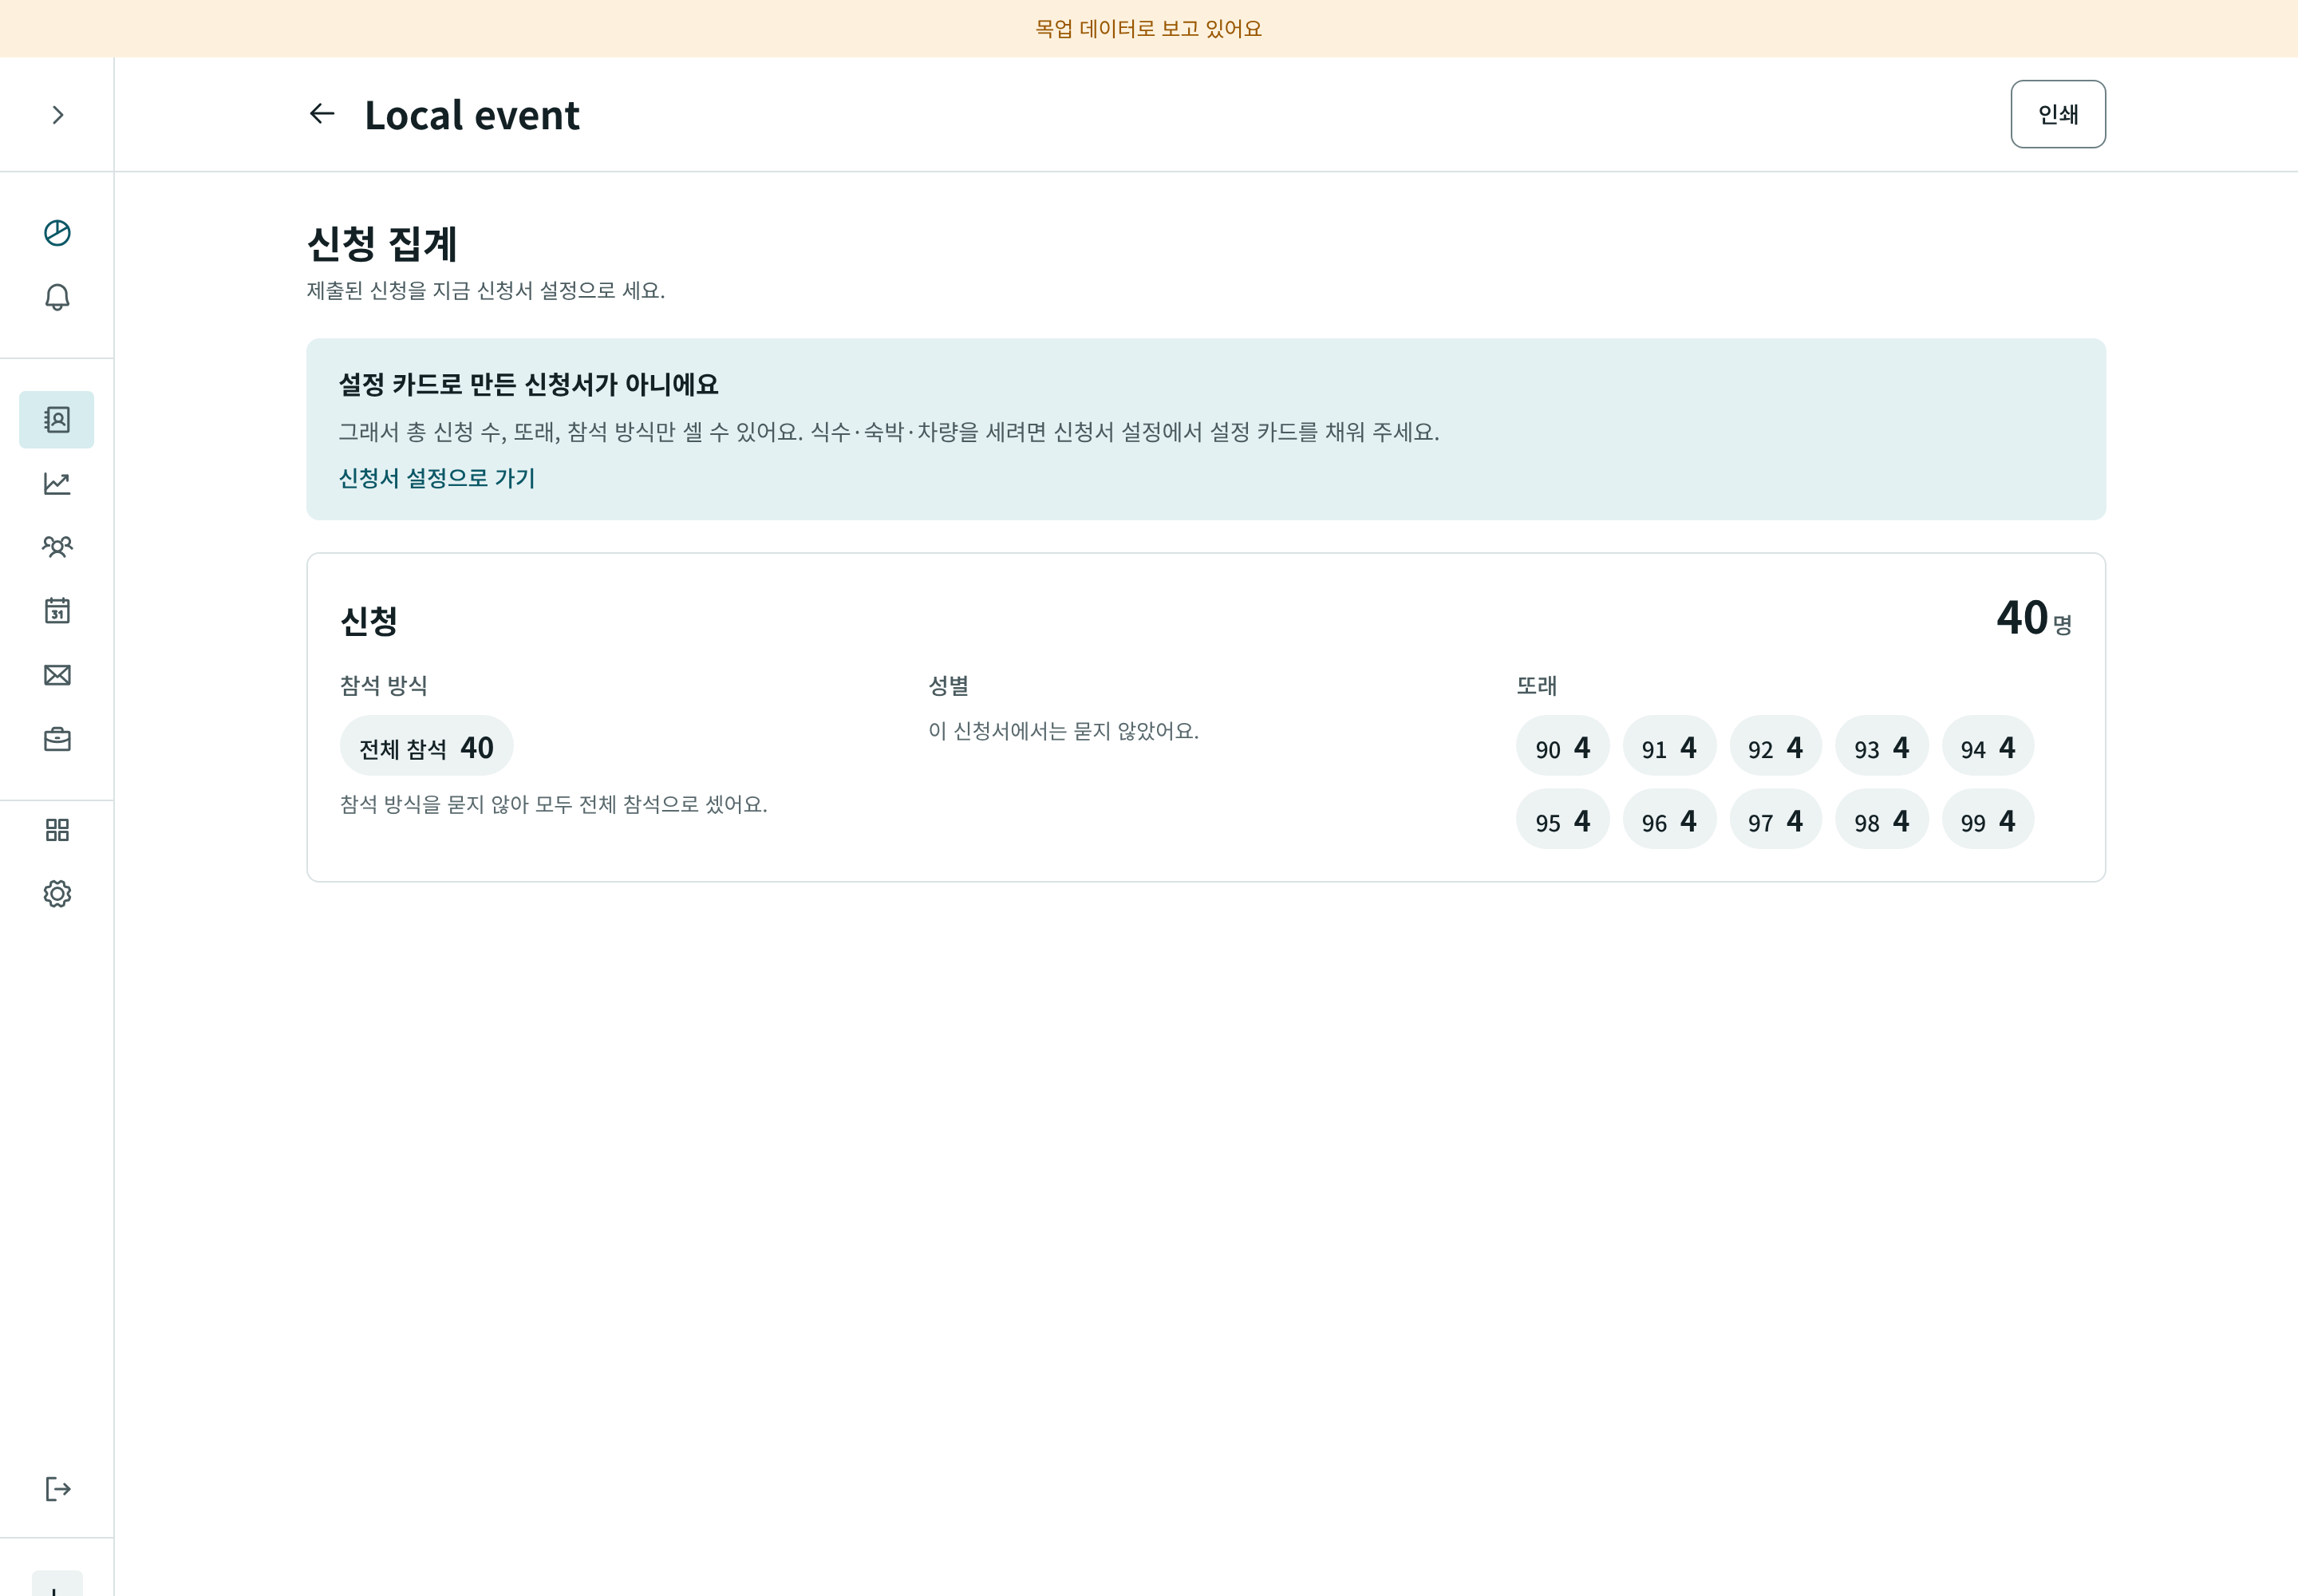 목업 데이터로 보고 있어요
Local event
인쇄
신청 집계
제출된 신청을 지금 신청서 설정으로 세요.
설정 카드로 만든 신청서가 아니에요
그래서 총 신청 수, 또래, 참석 방식만 셀 수 있어요. 식수·숙박·차량을 세려면 신청서 설정에서 설정 카드를 채워 주세요.
신청서 설정으로 가기
신청
40명
참석 방식
전체 참석 40
참석 방식을 묻지 않아 모두 전체 참석으로 셌어요.
성별
이 신청서에서는 묻지 않았어요.
또래
90 4 91 4 92 4 93 4 94 4
95 4 96 4 97 4 98 4 99 4
31